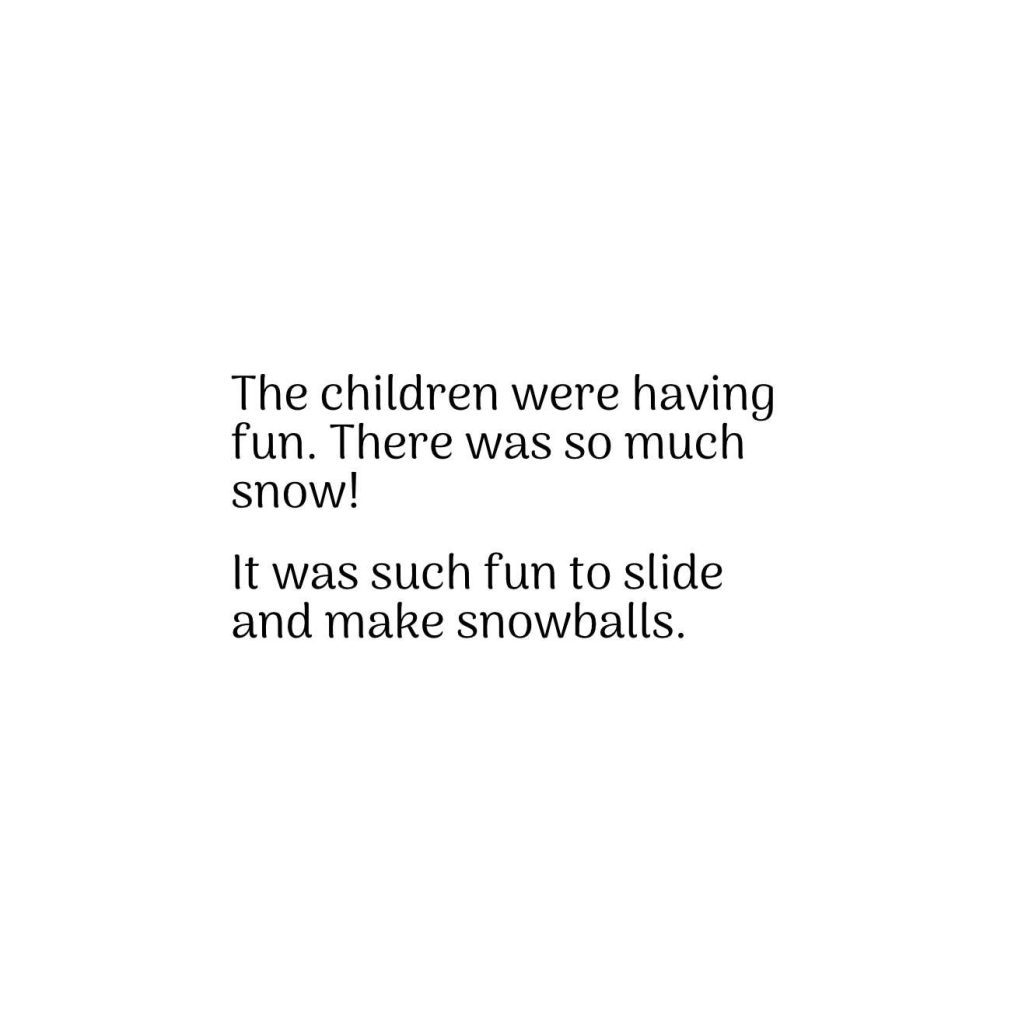 The children were having
fun. There was so much
snow!
It was such fun to slide
and make snowballs.